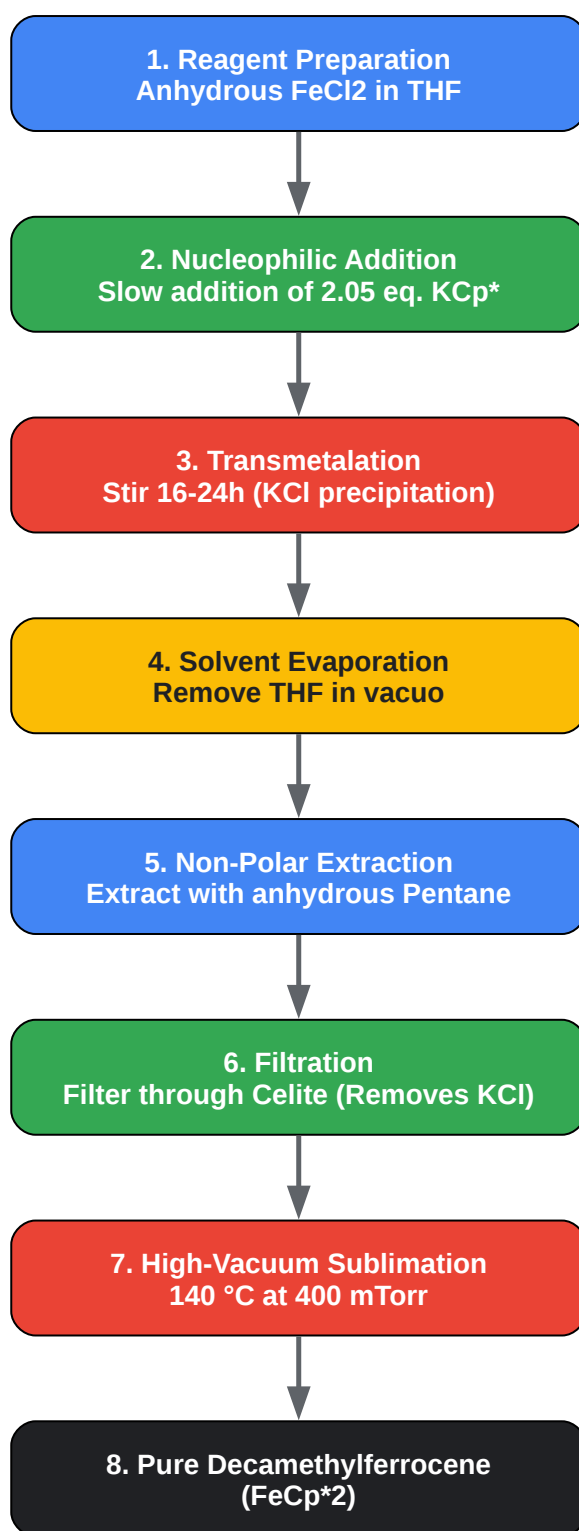 1. Reagent Preparation
Anhydrous FeCl2 in THF
2. Nucleophilic Addition
Slow addition of 2.05 eq. KCp*
3. Transmetalation
Stir 16-24h (KCl precipitation)
4. Solvent Evaporation
Remove THF in vacuo
5. Non-Polar Extraction
Extract with anhydrous Pentane
6. Filtration
Filter through Celite (Removes KCl)
7. High-Vacuum Sublimation
140 °C at 400 mTorr
8. Pure Decamethylferrocene
(FeCp*2)